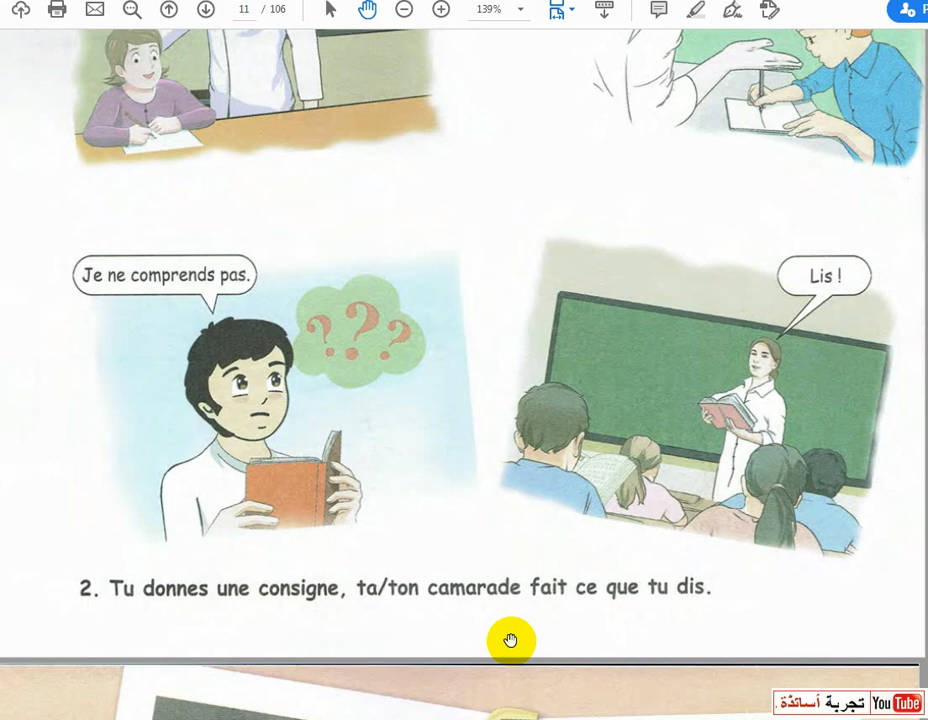 11 / 106
139%
Je ne comprends pas.
Lis !
? ? ?
2. Tu donnes une consigne, ta/ton camarade fait ce que tu dis.
تجربة أساتذة. YouTube